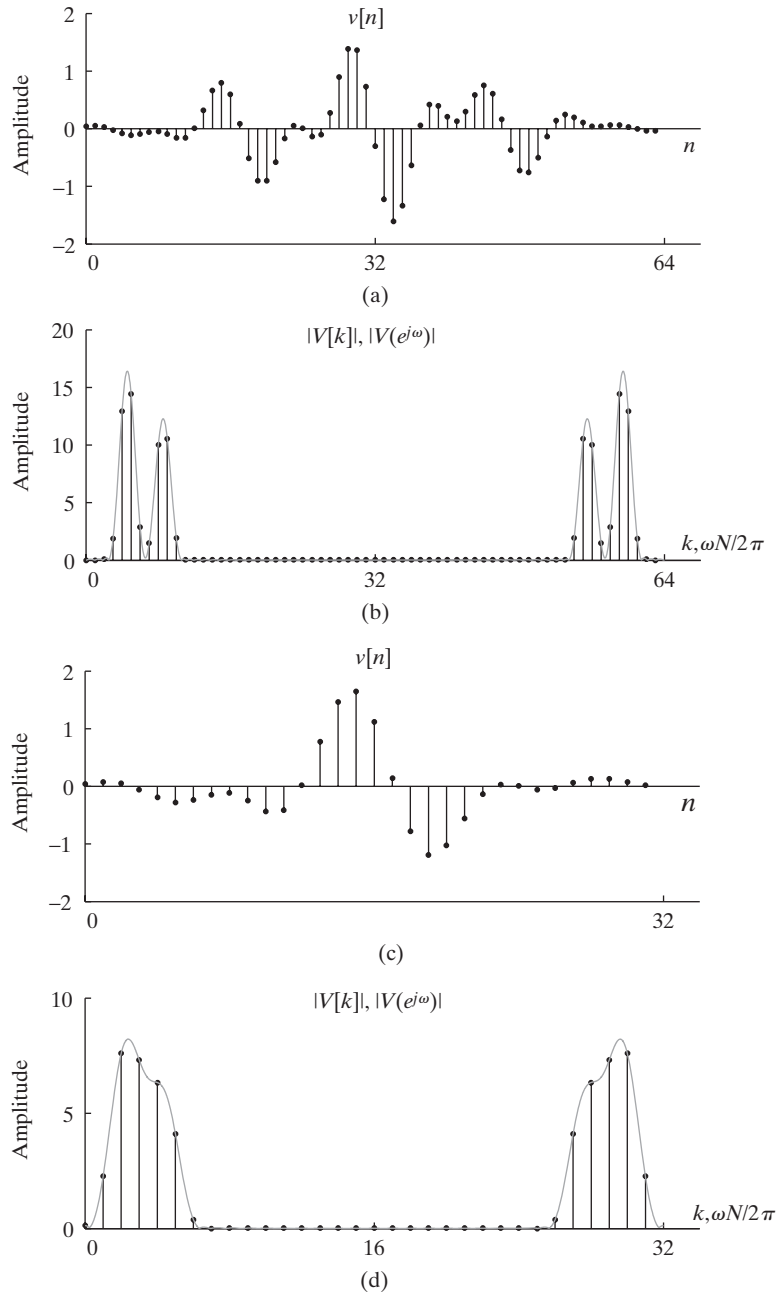 v[n]
2
1
0
−1
−2
Amplitude
n
0
32
64
(a)
|V[k]|, |V(e^{jω})|
20
15
10
5
0
Amplitude
k, ωN/2π
0
32
64
(b)
v[n]
2
1
0
−1
−2
Amplitude
n
0
32
(c)
|V[k]|, |V(e^{jω})|
10
5
0
Amplitude
k, ωN/2π
0
16
32
(d)